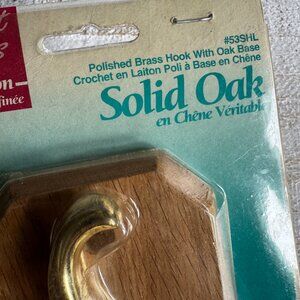 #53SHL
Polished Brass Hook With Oak Base
Crochet en Laiton Poli à Base en Chêne
Solid Oak
en Chêne Véritable